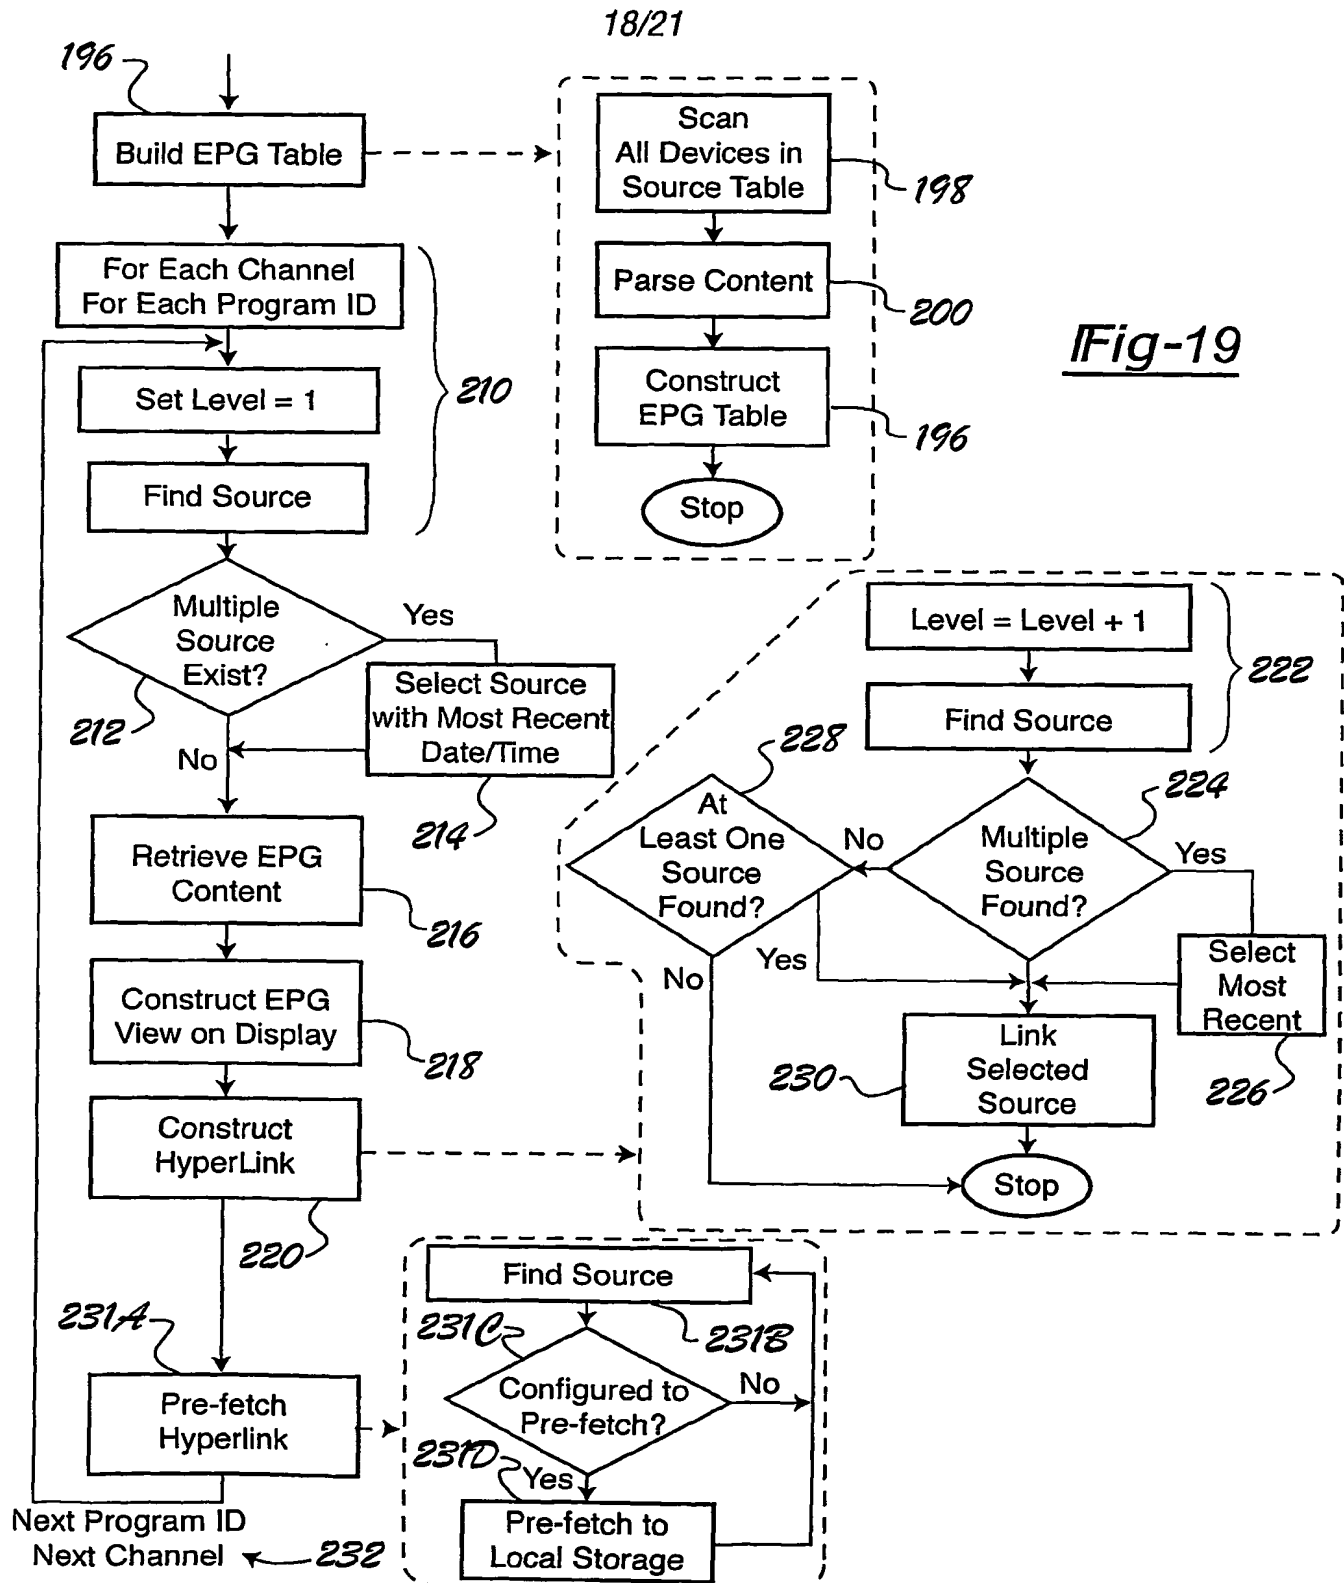 18/21
196
Build EPG Table
Scan
All Devices in
Source Table
198
For Each Channel
For Each Program ID
Parse Content
200
Fig-19
Set Level = 1
210
Construct
EPG Table
196
Find Source
Stop
Multiple
Source
Exist?
Yes
212
No
Select Source
with Most Recent
Date/Time
214
Level = Level + 1
Find Source
222
228
At
Least One
Source
Found?
No
224
Multiple
Source
Found?
Yes
Retrieve EPG
Content
216
No
Yes
Select
Most
Recent
226
Construct EPG
View on Display
218
230
Link
Selected
Source
Construct
HyperLink
220
Stop
Find Source
231B
231A
231C
Pre-fetch
Hyperlink
Configured to
Pre-fetch?
No
231D
Yes
Pre-fetch to
Local Storage
Next Program ID
Next Channel
232